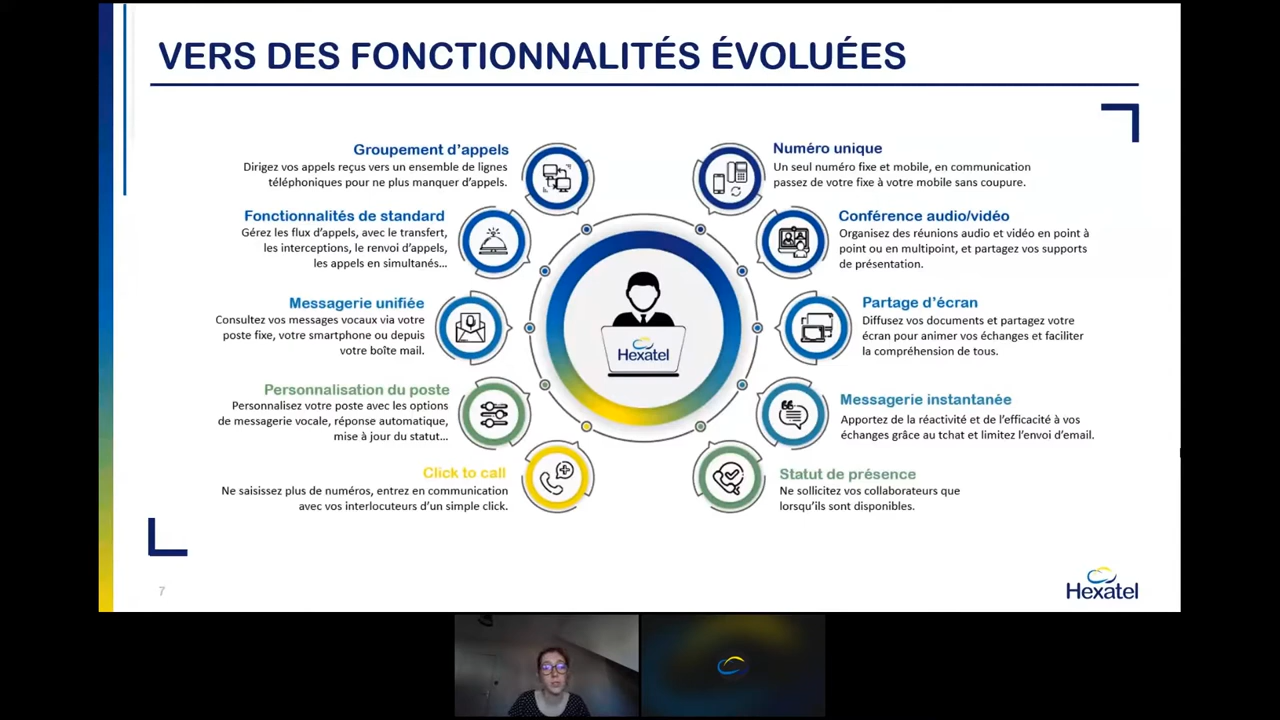 VERS DES FONCTIONNALITÉS ÉVOLUÉES
Groupement d'appels
Dirigez vos appels reçus vers un ensemble de lignes
téléphoniques pour ne plus manquer d'appels.
Fonctionnalités de standard
Gérez les flux d'appels, avec le transfert,
les interceptions, le renvoi d'appels,
les appels en simultanés...
Messagerie unifiée
Consultez vos messages vocaux via votre
poste fixe, votre smartphone ou depuis
votre boîte mail.
Personnalisation du poste
Personnalisez votre poste avec les options
de messagerie vocale, réponse automatique,
mise à jour du statut...
Click to call
Ne saisissez plus de numéros, entrez en communication
avec vos interlocuteurs d'un simple click.
Hexatel
Numéro unique
Un seul numéro fixe et mobile, en communication
passez de votre fixe à votre mobile sans coupure.
Conférence audio/vidéo
Organisez des réunions audio et vidéo en point à
point ou en multipoint, et partagez vos supports
de présentation.
Partage d'écran
Diffusez vos documents et partagez votre
écran pour animer vos échanges et faciliter
la compréhension de tous.
Messagerie instantanée
Apportez de la réactivité et de l'efficacité à vos
échanges grâce au tchat et limitez l'envoi d'email.
Statut de présence
Ne sollicitez vos collaborateurs que
lorsqu'ils sont disponibles.
7
Hexatel